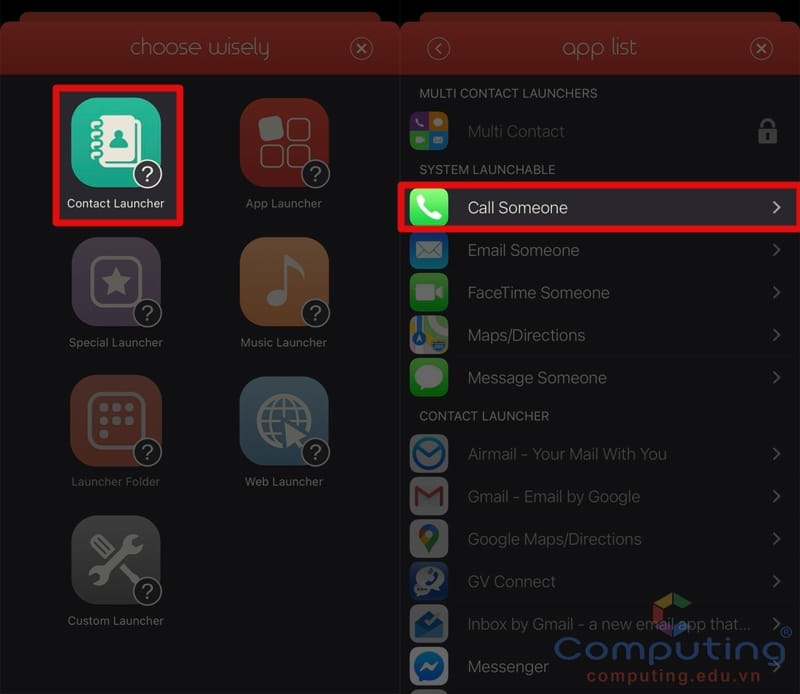 choose wisely
Contact Launcher
App Launcher
Special Launcher
Music Launcher
Launcher Folder
Web Launcher
Custom Launcher
app list
MULTI CONTACT LAUNCHERS
Multi Contact
SYSTEM LAUNCHABLE
Call Someone
Email Someone
FaceTime Someone
Maps/Directions
Message Someone
CONTACT LAUNCHER
Airmail - Your Mail With You
Gmail - Email by Google
Google Maps/Directions
GV Connect
Inbox by Gmail - a new email app that...
Messenger
Computing®
computing.edu.vn